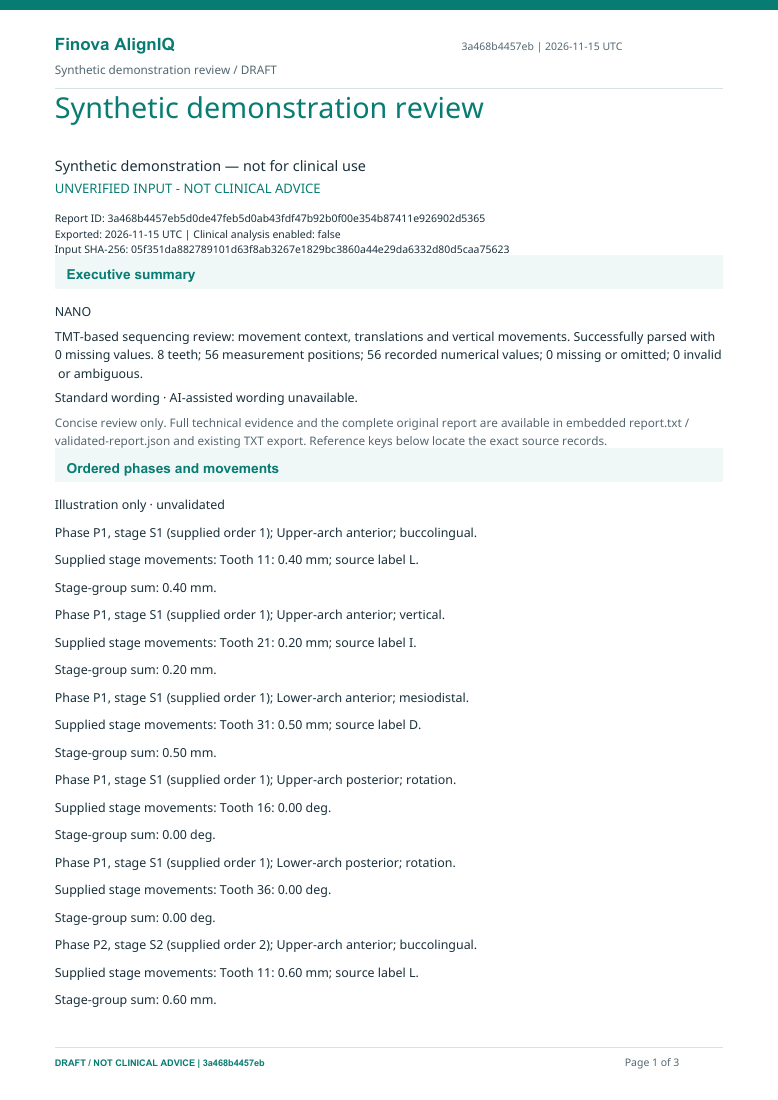 Finova AlignIQ
3a468b4457eb | 2026-11-15 UTC
Synthetic demonstration review / DRAFT
Synthetic demonstration review
Synthetic demonstration — not for clinical use
UNVERIFIED INPUT - NOT CLINICAL ADVICE
Report ID: 3a468b4457eb5d0de47feb5d0ab43fdf47b92b0f00e354b87411e926902d5365
Exported: 2026-11-15 UTC | Clinical analysis enabled: false
Input SHA-256: 05f351da882789101d63f8ab3267e1829bc3860a44e29da6332d80d5caa75623
Executive summary
NANO
TMT-based sequencing review: movement context, translations and vertical movements. Successfully parsed with
0 missing values. 8 teeth; 56 measurement positions; 56 recorded numerical values; 0 missing or omitted; 0 invalid
or ambiguous.
Standard wording · AI-assisted wording unavailable.
Concise review only. Full technical evidence and the complete original report are available in embedded report.txt /
validated-report.json and existing TXT export. Reference keys below locate the exact source records.
Ordered phases and movements
Illustration only · unvalidated
Phase P1, stage S1 (supplied order 1); Upper-arch anterior; buccolingual.
Supplied stage movements: Tooth 11: 0.40 mm; source label L.
Stage-group sum: 0.40 mm.
Phase P1, stage S1 (supplied order 1); Upper-arch anterior; vertical.
Supplied stage movements: Tooth 21: 0.20 mm; source label I.
Stage-group sum: 0.20 mm.
Phase P1, stage S1 (supplied order 1); Lower-arch anterior; mesiodistal.
Supplied stage movements: Tooth 31: 0.50 mm; source label D.
Stage-group sum: 0.50 mm.
Phase P1, stage S1 (supplied order 1); Upper-arch posterior; rotation.
Supplied stage movements: Tooth 16: 0.00 deg.
Stage-group sum: 0.00 deg.
Phase P1, stage S1 (supplied order 1); Lower-arch posterior; rotation.
Supplied stage movements: Tooth 36: 0.00 deg.
Stage-group sum: 0.00 deg.
Phase P2, stage S2 (supplied order 2); Upper-arch anterior; buccolingual.
Supplied stage movements: Tooth 11: 0.60 mm; source label L.
Stage-group sum: 0.60 mm.
DRAFT / NOT CLINICAL ADVICE | 3a468b4457eb
Page 1 of 3